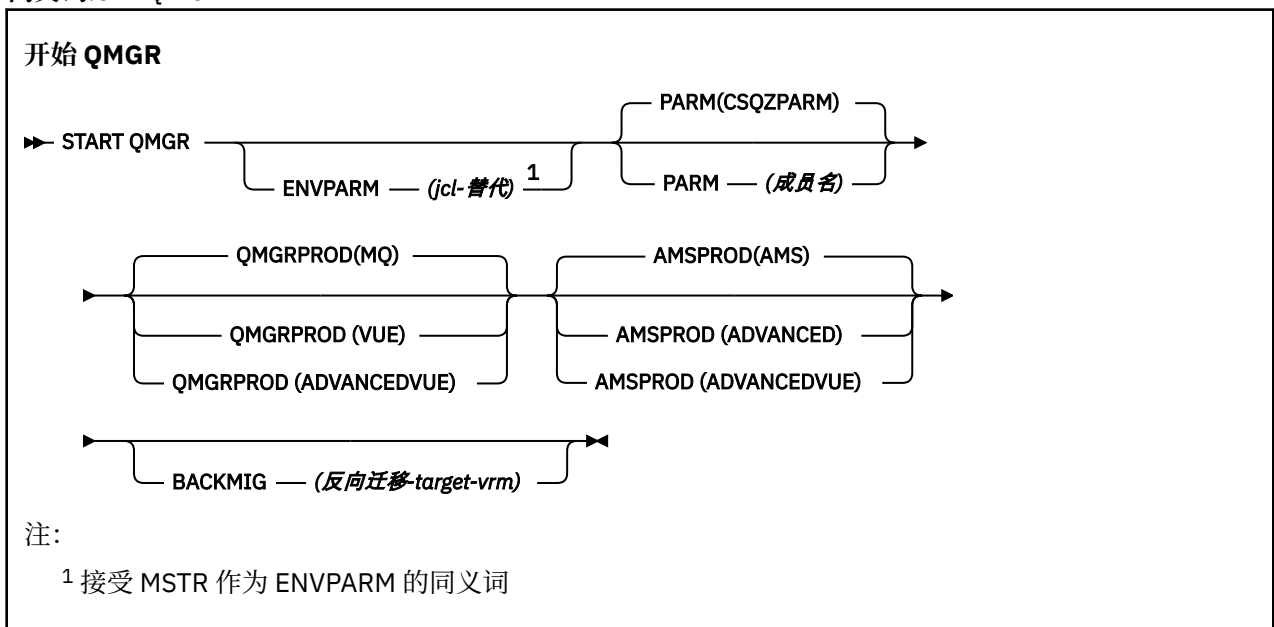 开始 QMGR
PARM(CSQZPARM)
START QMGR
ENVPARM (jcl-替代) 1
PARM (成员名)
QMGRPROD(MQ)
AMSPROD(AMS)
QMGRPROD (VUE)
AMSPROD (ADVANCED)
QMGRPROD (ADVANCEDVUE)
AMSPROD (ADVANCEDVUE)
BACKMIG (反向迁移-target-vrm)
注:
1 接受 MSTR 作为 ENVPARM 的同义词